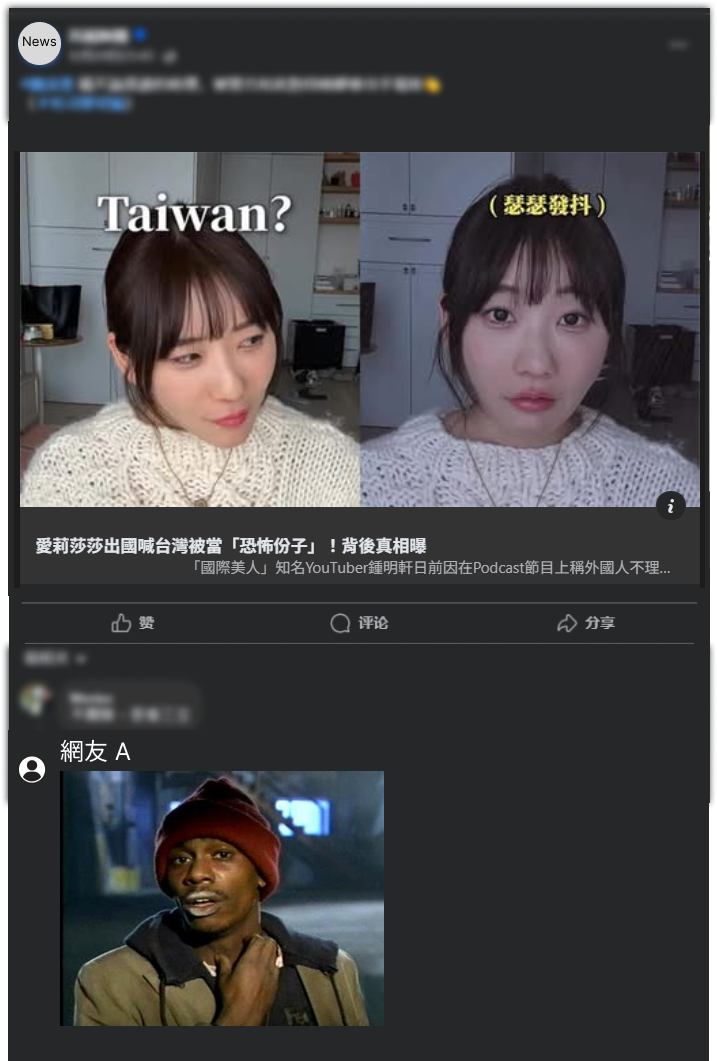 News
Taiwan?
（瑟瑟發抖）
i
愛莉莎莎出國喊台灣被當「恐怖份子」！背後真相曝
「國際美人」知名YouTuber鍾明軒日前因在Podcast節目上稱外國人不理...
赞
评论
分享
網友 A